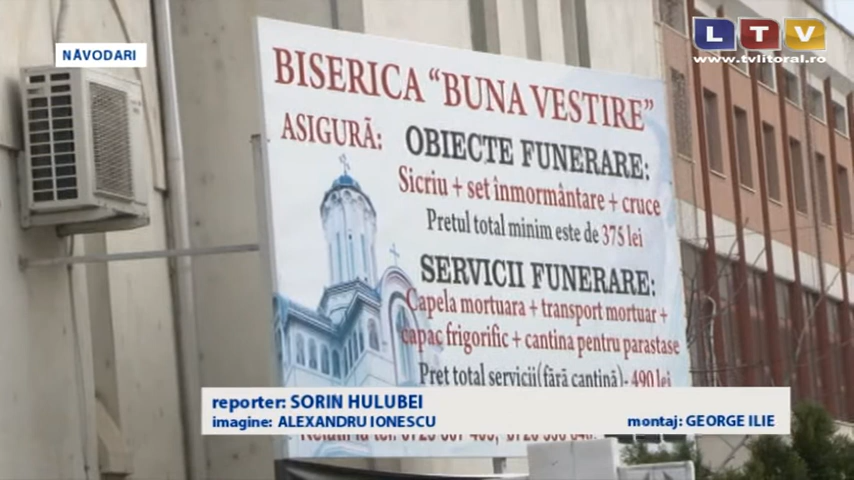 NĂVODARI
LTV
www.tvlitoral.ro
BISERICA “BUNA VESTIRE”
ASIGURĂ: OBIECTE FUNERARE:
Sicriu + set înmormântare + cruce
Pretul total minim este de 375 lei
SERVICII FUNERARE:
Capela mortuara + transport mortuar +
capac frigorific + cantina pentru parastase
Pret total servicii(fără cantină)- 490 lei
reporter: SORIN HULUBEI
imagine: ALEXANDRU IONESCU
montaj: GEORGE ILIE